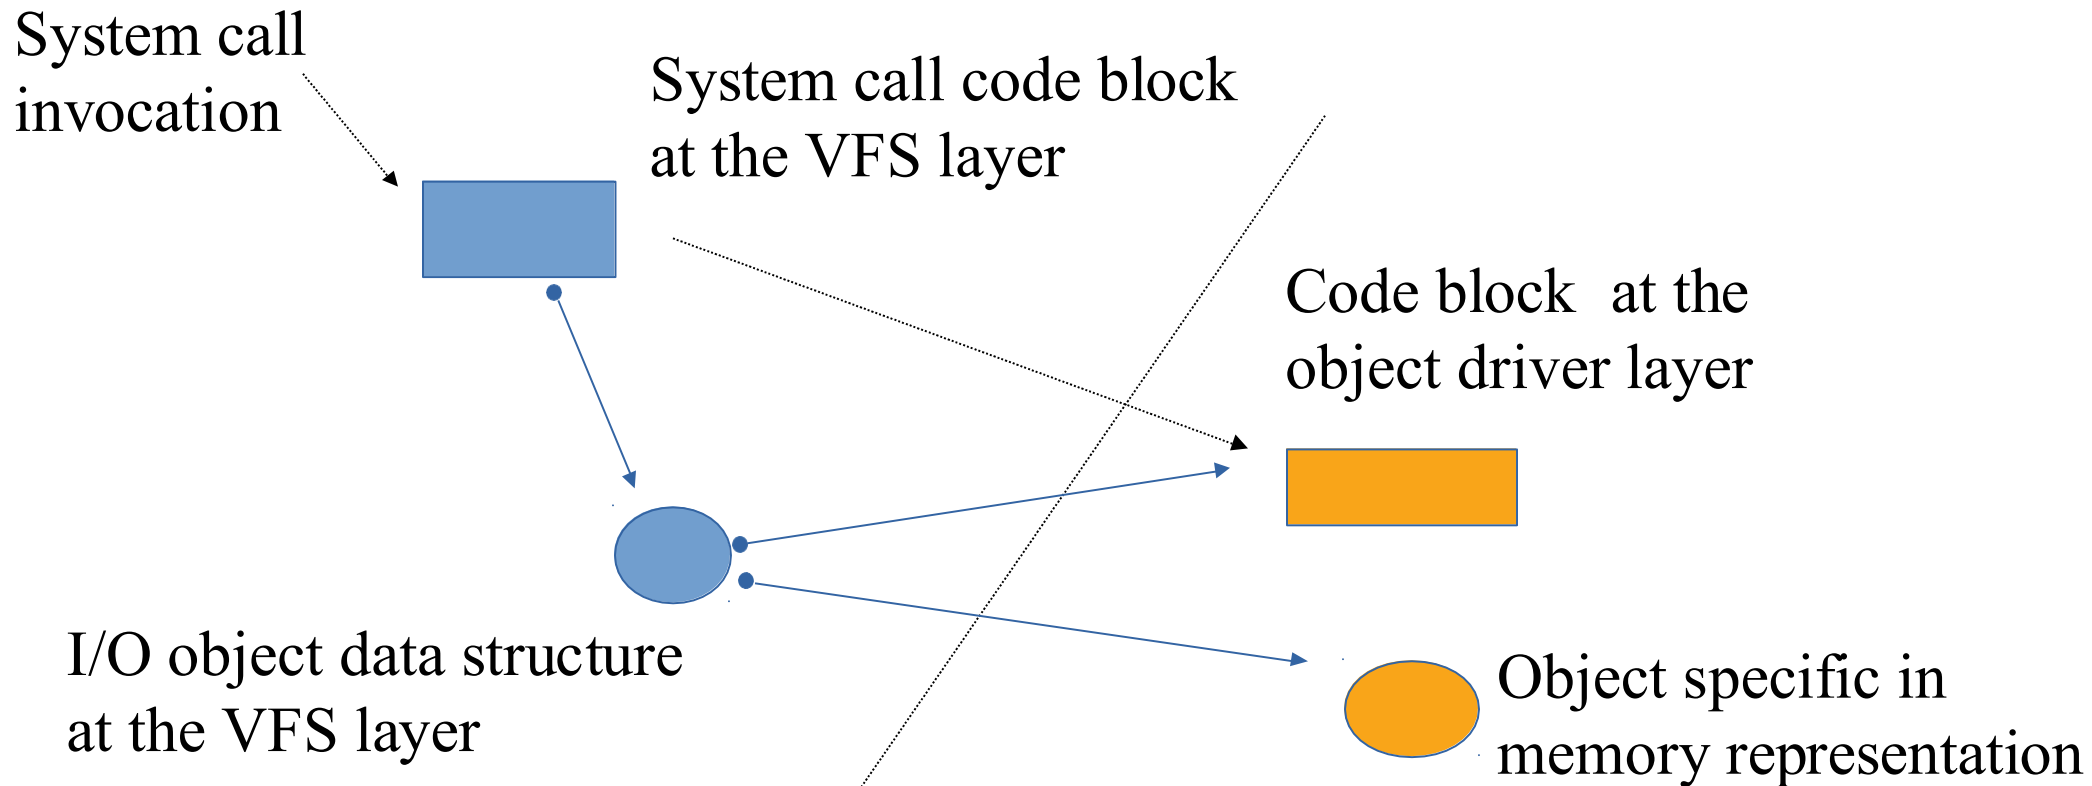 System call
invocation
System call code block
at the VFS layer
Code block  at the
object driver layer
I/O object data structure
at the VFS layer
Object specific in
memory representation